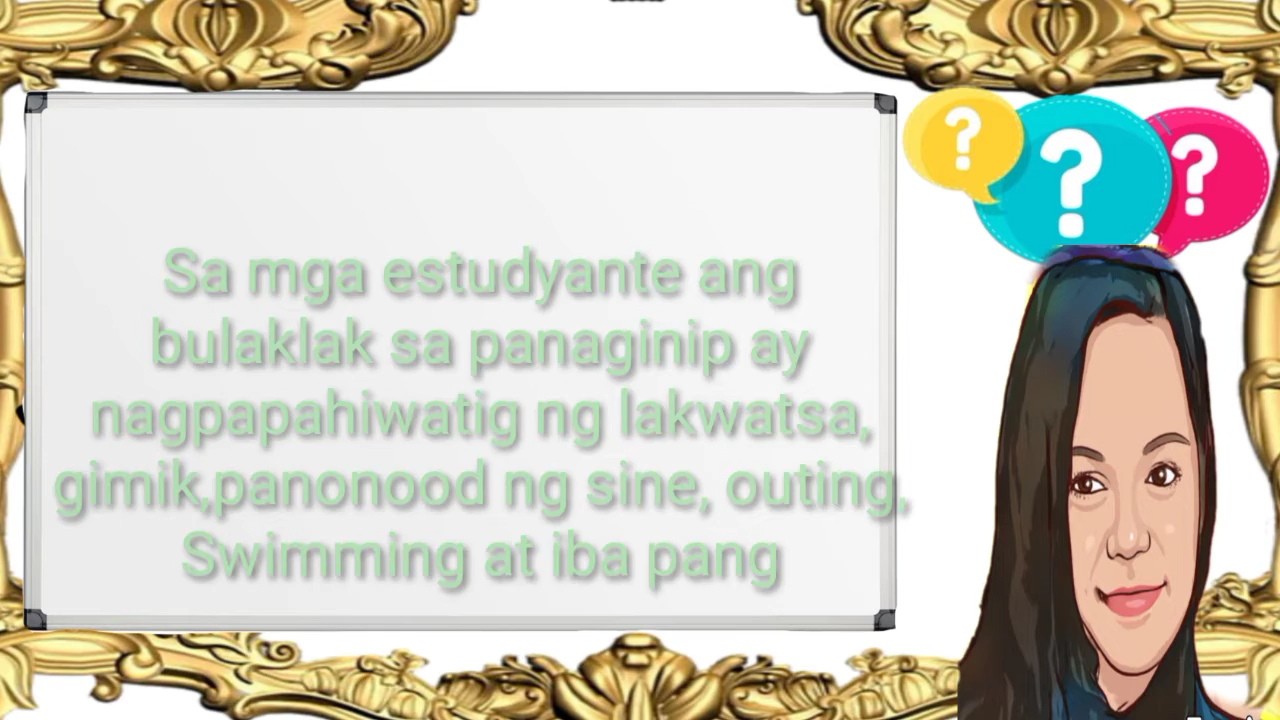 ? ? ?
Sa mga estudyante ang
bulaklak sa panaginip ay
nagpapahiwatig ng lakwatsa,
gimik,panonood ng sine, outing,
Swimming at iba pang